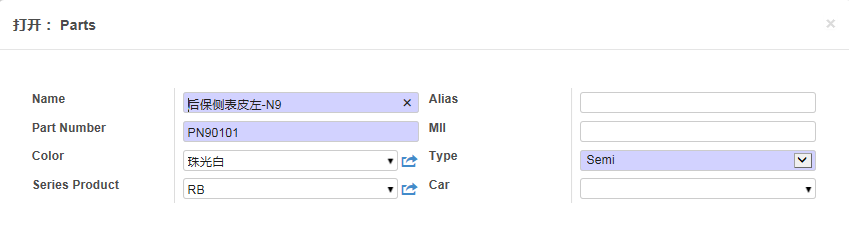 打开： Parts ×
Name 后保侧表皮左-N9 × Alias
Part Number PN90101 MII
Color 珠光白 Type Semi
Series Product RB Car